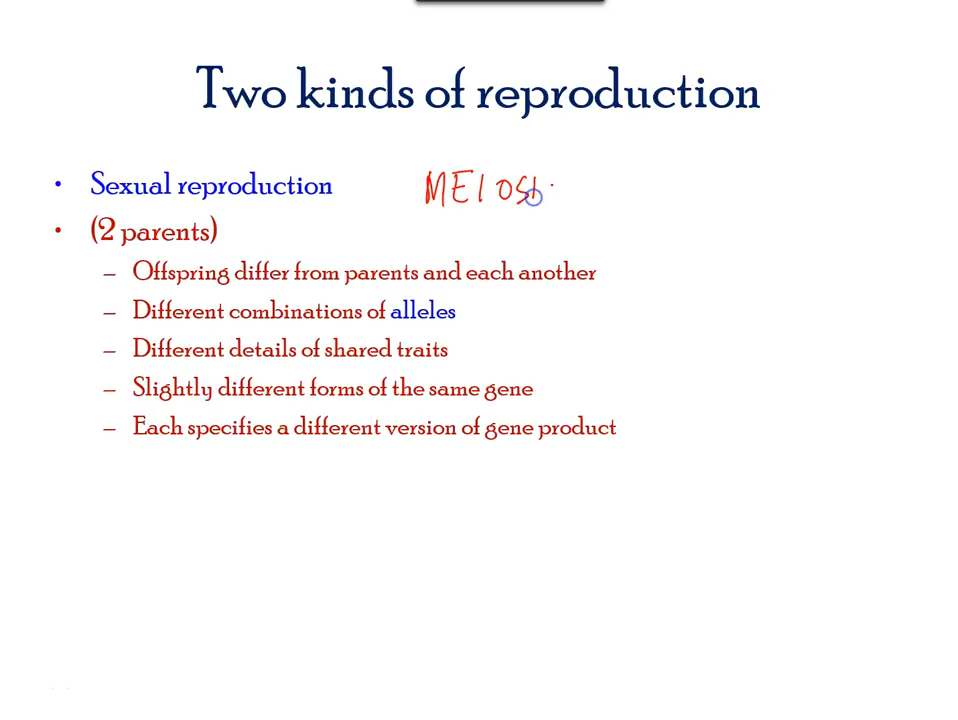 Two kinds of reproduction
• Sexual reproduction MEIOSI
• (2 parents)
– Offspring differ from parents and each another
– Different combinations of alleles
– Different details of shared traits
– Slightly different forms of the same gene
– Each specifies a different version of gene product